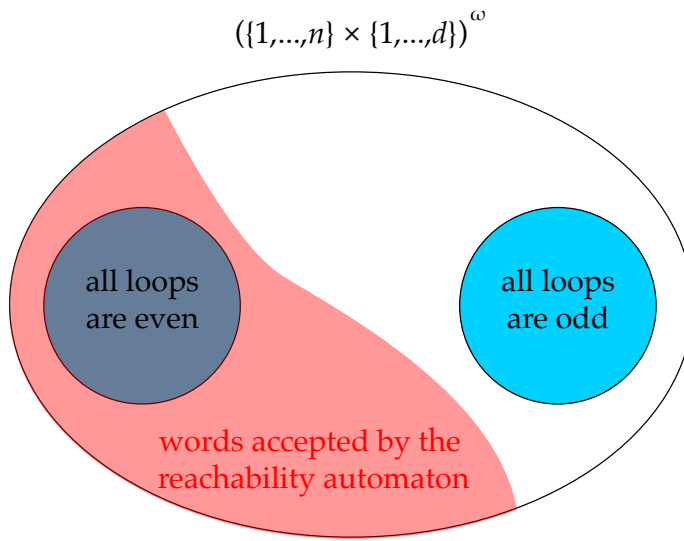 ({1,...,n} × {1,...,d})^ω
all loops
are even
all loops
are odd
words accepted by the
reachability automaton